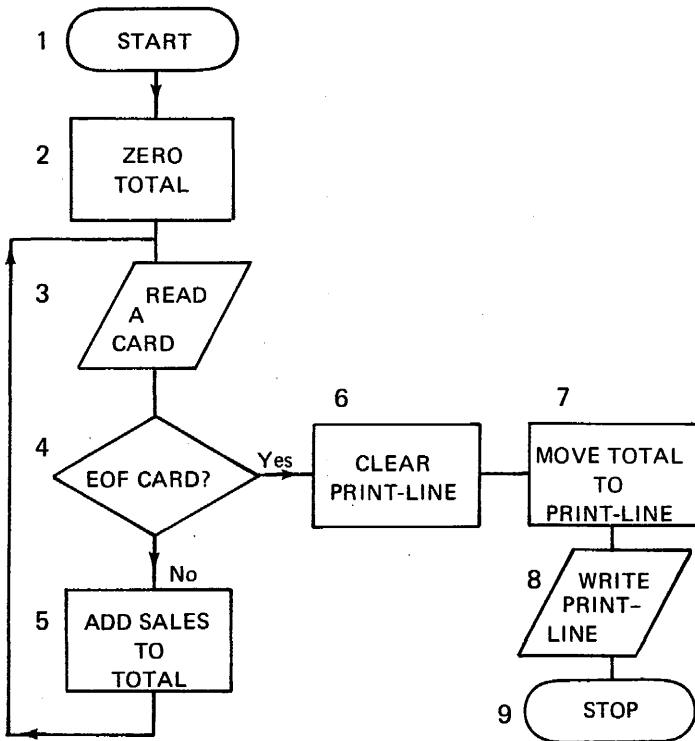 1
START
2
ZERO
TOTAL
3
READ
A
CARD
4
EOF CARD?
Yes
No
5
ADD SALES
TO
TOTAL
6
CLEAR
PRINT-LINE
7
MOVE TOTAL
TO
PRINT-LINE
8
WRITE
PRINT-
LINE
9
STOP